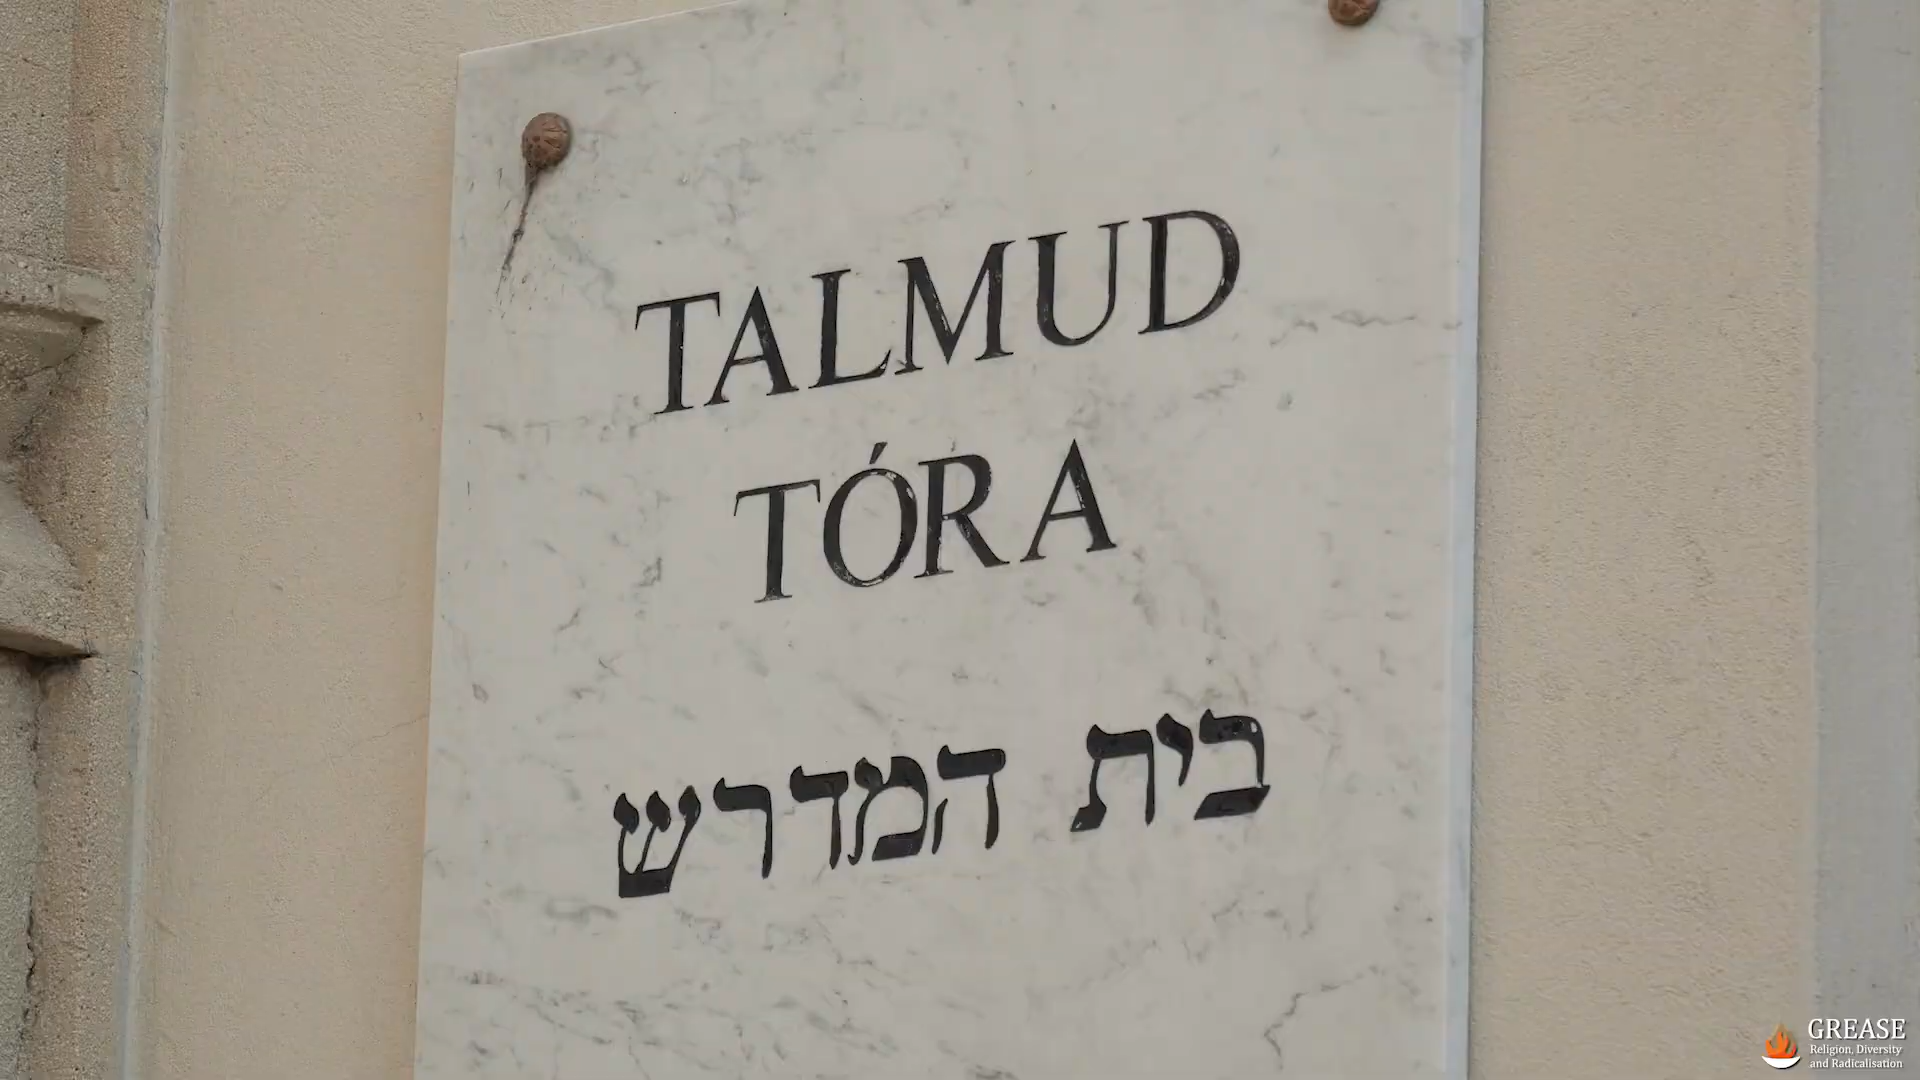 TALMUD
TÓRA
בית המדרש
GREASE
Religion, Diversity
and Radicalisation